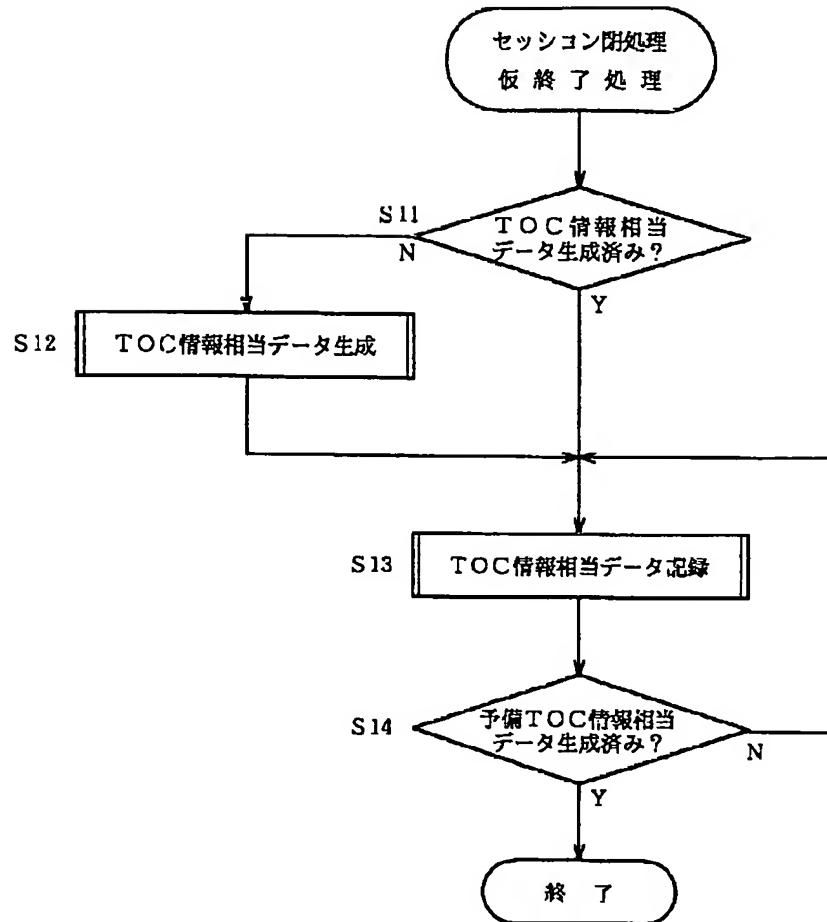 セッション閉処理
仮終了処理
S11
TOC情報相当
データ生成済み?
N
Y
S12
TOC情報相当データ生成
S13
TOC情報相当データ記録
S14
予備TOC情報相当
データ生成済み?
N
Y
終了